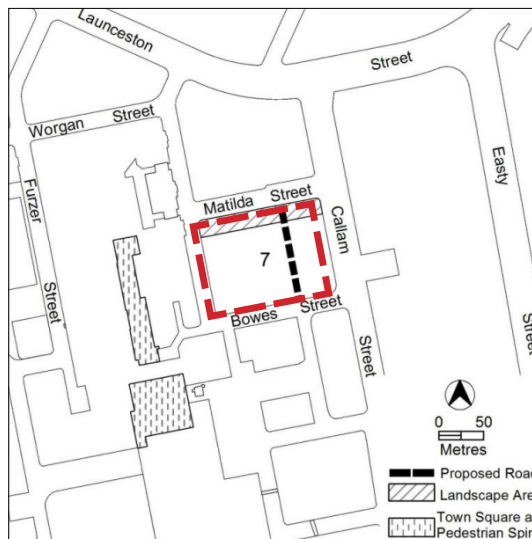 Launceston
Street
Worgan Street
Furzer
Street
Matilda Street
Callam
Street
Easty
Street
7
Bowes Street
0 50
Metres
Proposed Road
Landscape Are
Town Square a
Pedestrian Spin